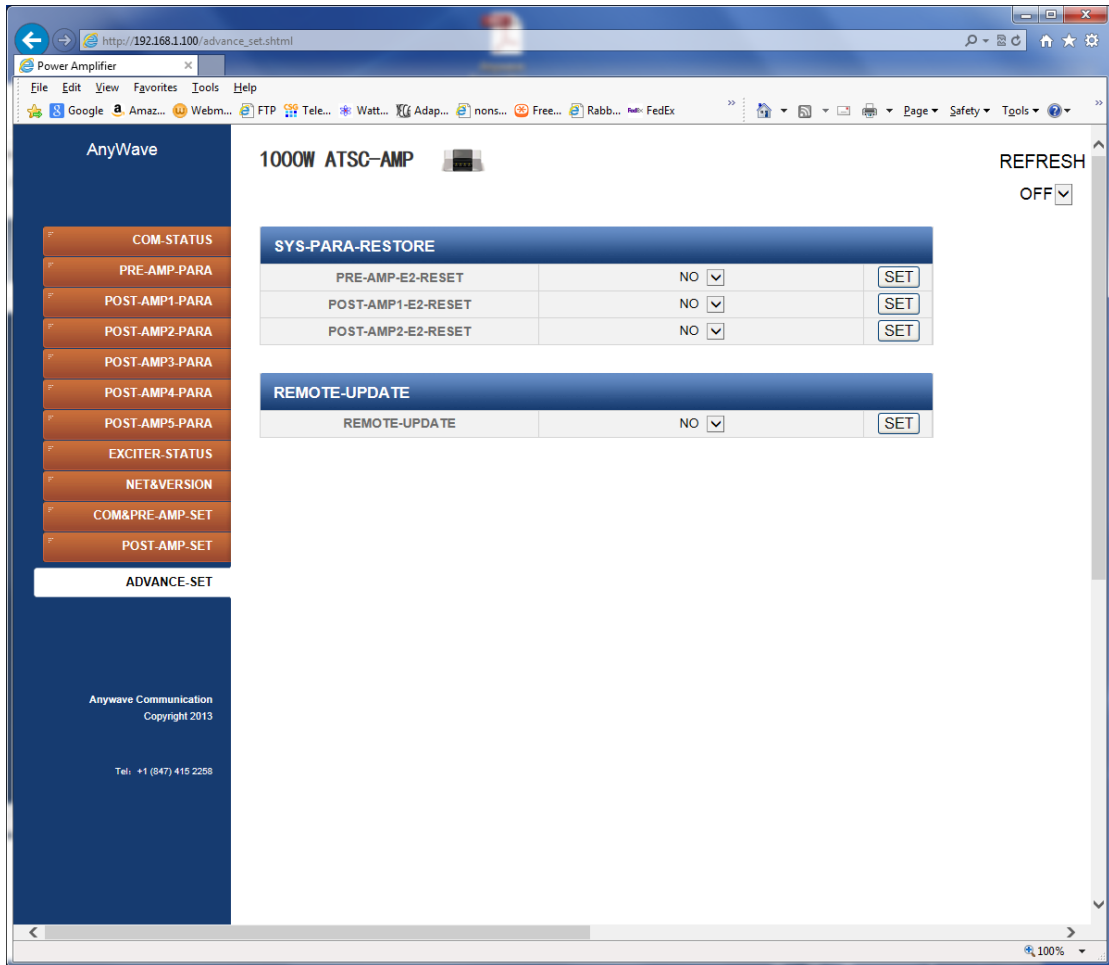 http://192.168.1.100/advance_set.shtml
Power Amplifier
File Edit View Favorites Tools Help
Google Amaz... Webm... FTP Tele... Watt... Adap... nons... Free... Rabb... FedEx FedEx » Page Safety Tools »
AnyWave
1000W ATSC-AMP
REFRESH
OFF
COM-STATUS
PRE-AMP-PARA
POST-AMP1-PARA
POST-AMP2-PARA
POST-AMP3-PARA
POST-AMP4-PARA
POST-AMP5-PARA
EXCITER-STATUS
NET&VERSION
COM&PRE-AMP-SET
POST-AMP-SET
ADVANCE-SET
SYS-PARA-RESTORE
PRE-AMP-E2-RESET NO SET
POST-AMP1-E2-RESET NO SET
POST-AMP2-E2-RESET NO SET
REMOTE-UPDATE
REMOTE-UPDATE NO SET
Anywave Communication
Copyright 2013
Tel: +1 (847) 415 2258
100%